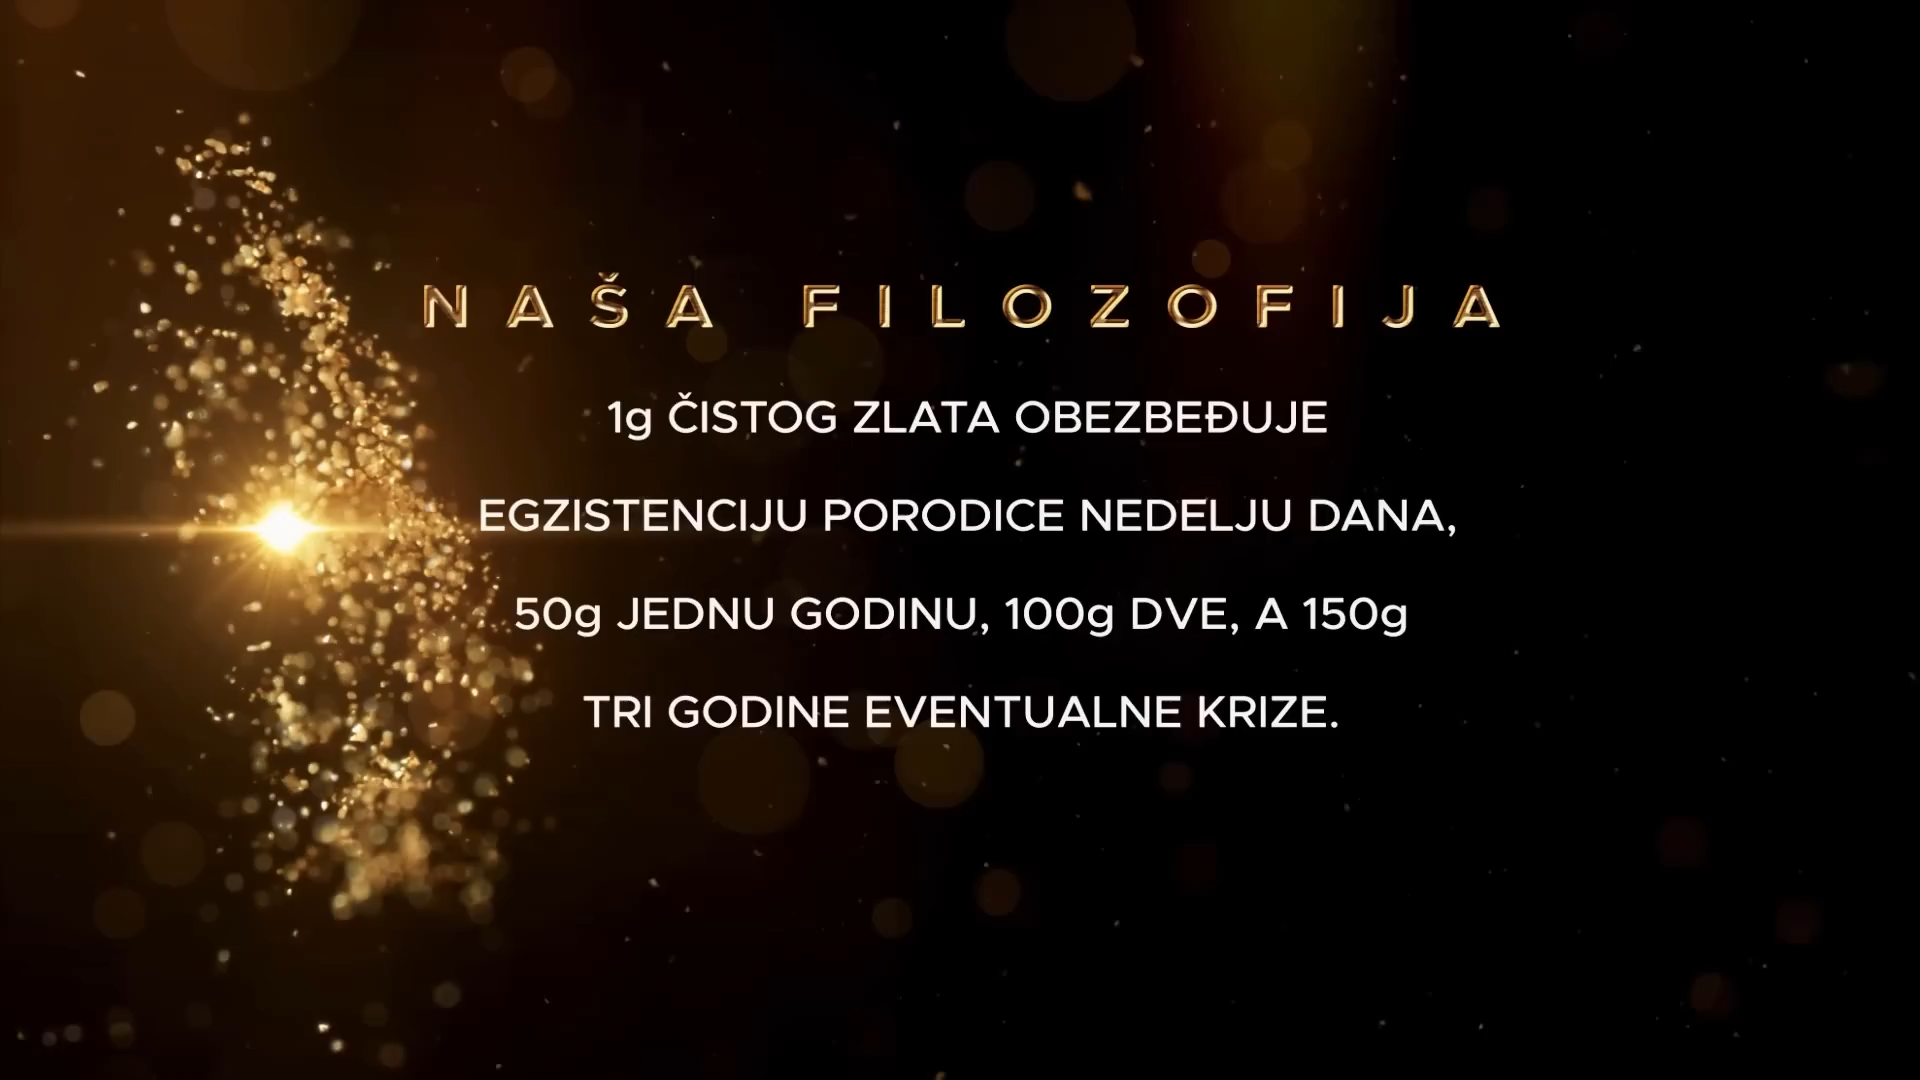 NAŠA FILOZOFIJA
1g ČISTOG ZLATA OBEZBEĐUJE
EGZISTENCIJU PORODICE NEDELJU DANA,
50g JEDNU GODINU, 100g DVE, A 150g
TRI GODINE EVENTUALNE KRIZE.